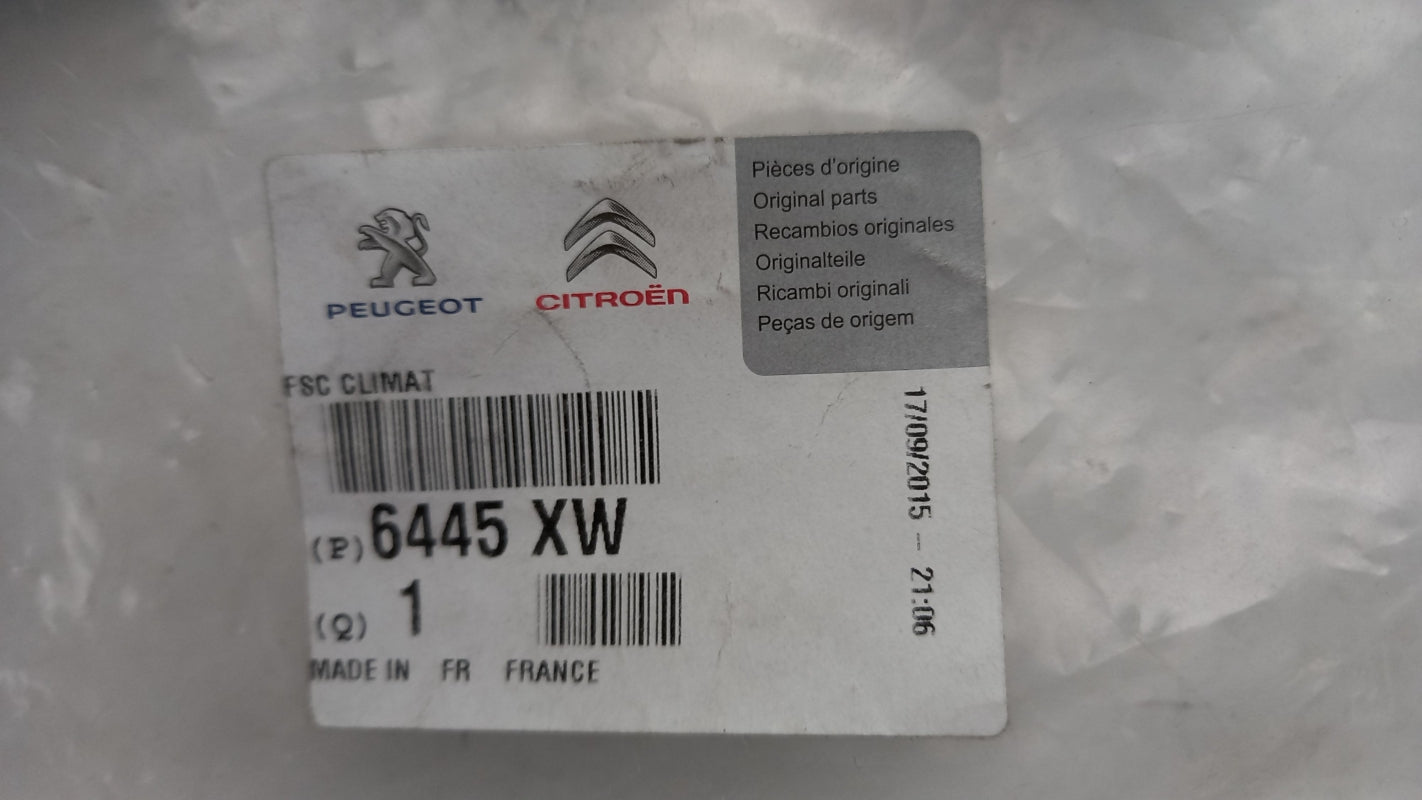 PEUGEOT
CITROËN
Pièces d'origine
Original parts
Recambios originales
Originalteile
Ricambi originali
Peças de origem
FSC CLIMAT
(P) 6445 XW
(Q) 1
MADE IN FR FRANCE
17/09/2015 -- 21:06